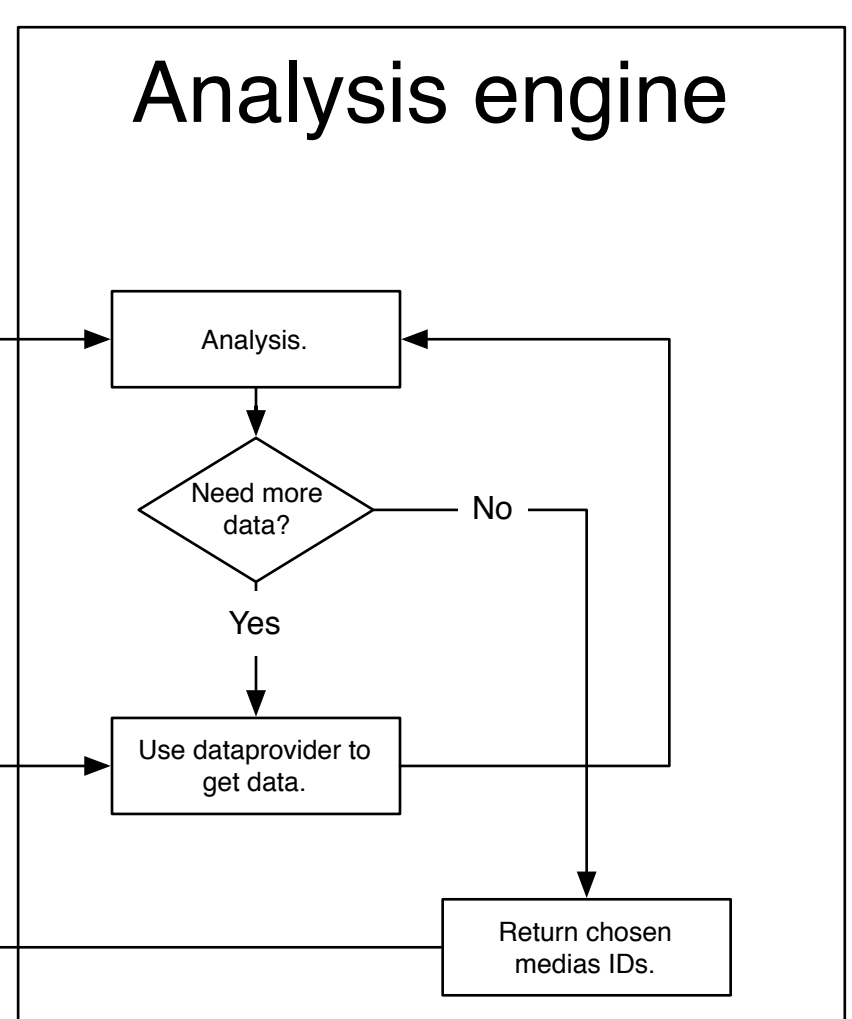 Analysis engine
Analysis.
Need more
data?
No
Yes
Use dataprovider to
get data.
Return chosen
medias IDs.